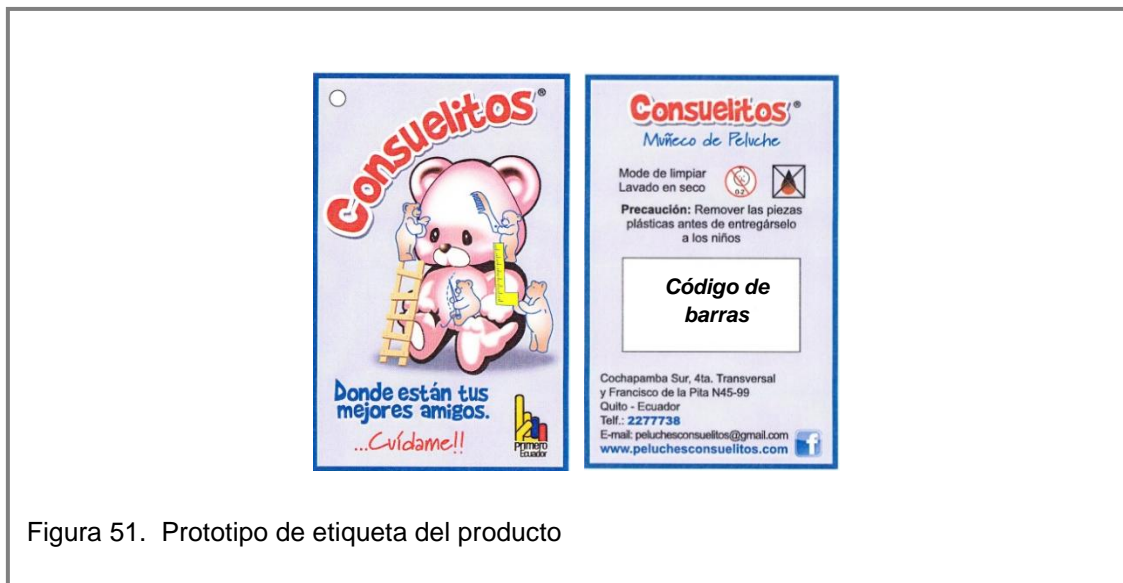 Consuelitos®
Donde están tus
mejores amigos.
...Cuídame!!
Primero
Ecuador
Consuelitos®
Muñeco de Peluche
Mode de limpiar
Lavado en seco
0-2
Precaución: Remover las piezas
plásticas antes de entregárselo
a los niños
Código de
barras
Cochapamba Sur, 4ta. Transversal
y Francisco de la Pita N45-99
Quito - Ecuador
Telf.: 2277738
E-mail: peluchesconsuelitos@gmail.com
www.peluchesconsuelitos.com f
Figura 51. Prototipo de etiqueta del producto